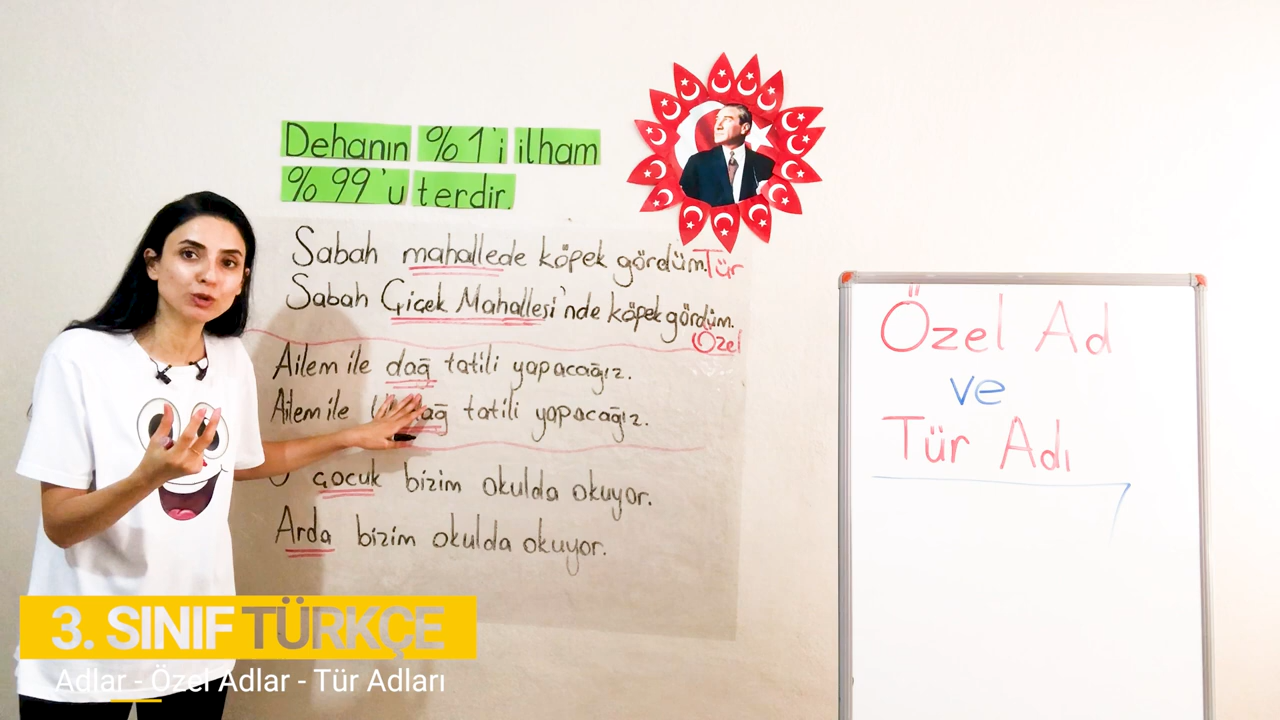 Dehanın %1'i ilham
%99'u terdir.
Sabah mahallede köpek gördüm. Tür
Sabah Çiçek Mahallesi'nde köpek gördüm.
Özel
Ailem ile dağ tatili yapacağız.
Ailem ile tatili yapacağız.
O çocuk bizim okulda okuyor.
Arda bizim okulda okuyor.
Özel Ad
ve
Tür Adı
3. SINIF TÜRKÇE
Adlar - Özel Adlar - Tür Adları